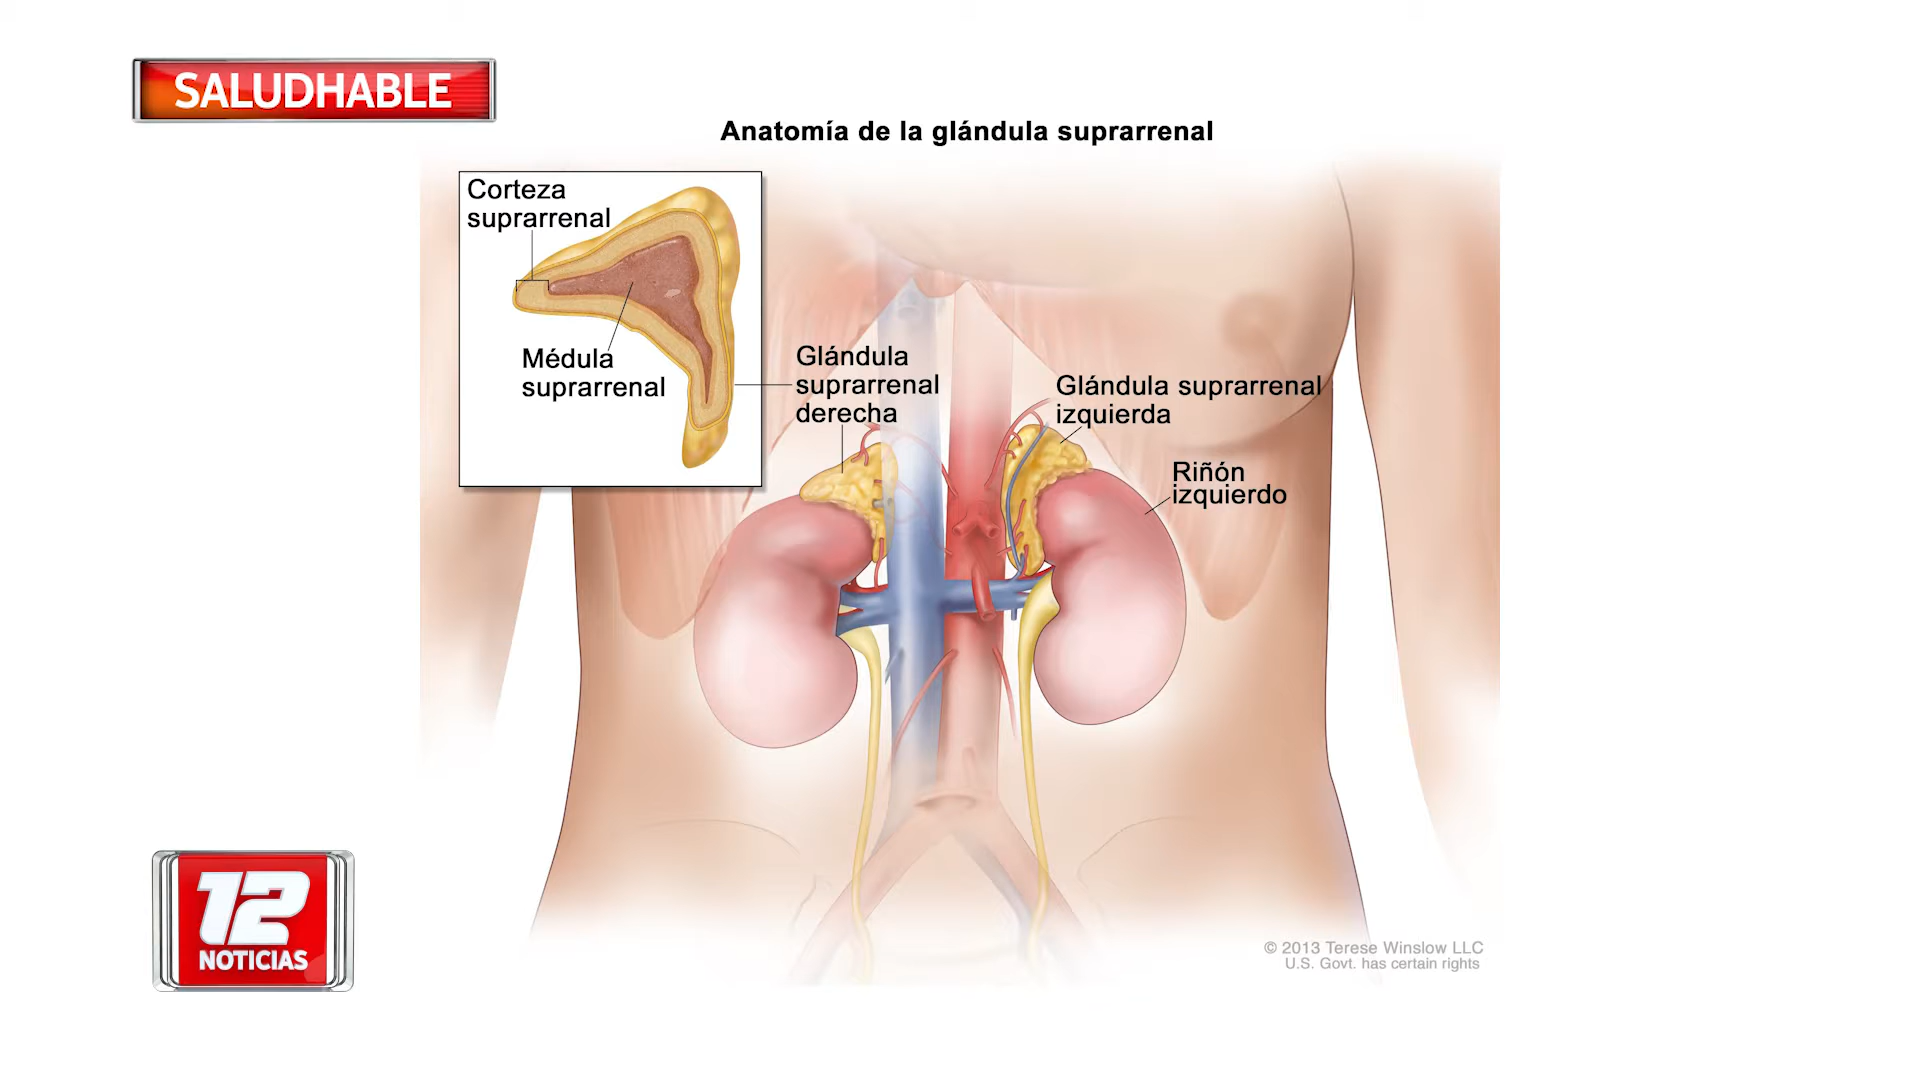 SALUDHABLE
Anatomía de la glándula suprarrenal
Corteza
suprarrenal
Médula
suprarrenal
Glándula
suprarrenal
derecha
Glándula suprarrenal
izquierda
Riñón
izquierdo
12
NOTICIAS
© 2013 Terese Winslow LLC
U.S. Govt. has certain rights